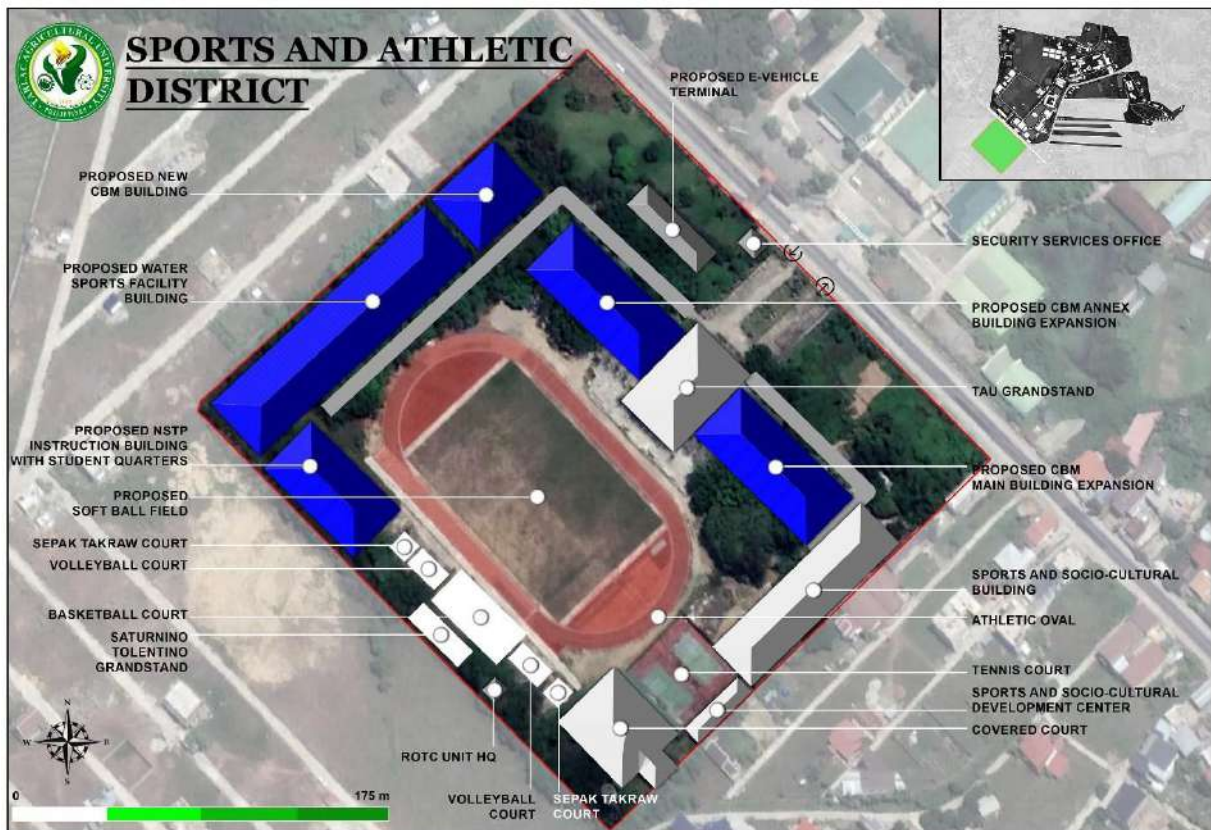 TARLAC AGRICULTURAL UNIVERSITY
PHILIPPINES
SPORTS AND ATHLETIC
DISTRICT
PROPOSED E-VEHICLE
TERMINAL
PROPOSED NEW
CBM BUILDING
SECURITY SERVICES OFFICE
PROPOSED WATER
SPORTS FACILITY
BUILDING
PROPOSED CBM ANNEX
BUILDING EXPANSION
TAU GRANDSTAND
PROPOSED NSTP
INSTRUCTION BUILDING
WITH STUDENT QUARTERS
PROPOSED CBM
MAIN BUILDING EXPANSION
PROPOSED
SOFT BALL FIELD
SEPAK TAKRAW COURT
VOLLEYBALL COURT
SPORTS AND SOCIO-CULTURAL
BUILDING
BASKETBALL COURT
ATHLETIC OVAL
SATURNINO
TOLENTINO
GRANDSTAND
TENNIS COURT
SPORTS AND SOCIO-CULTURAL
DEVELOPMENT CENTER
COVERED COURT
N
W
E
S
ROTC UNIT HQ
VOLLEYBALL
COURT
SEPAK TAKRAW
COURT
0
175 m